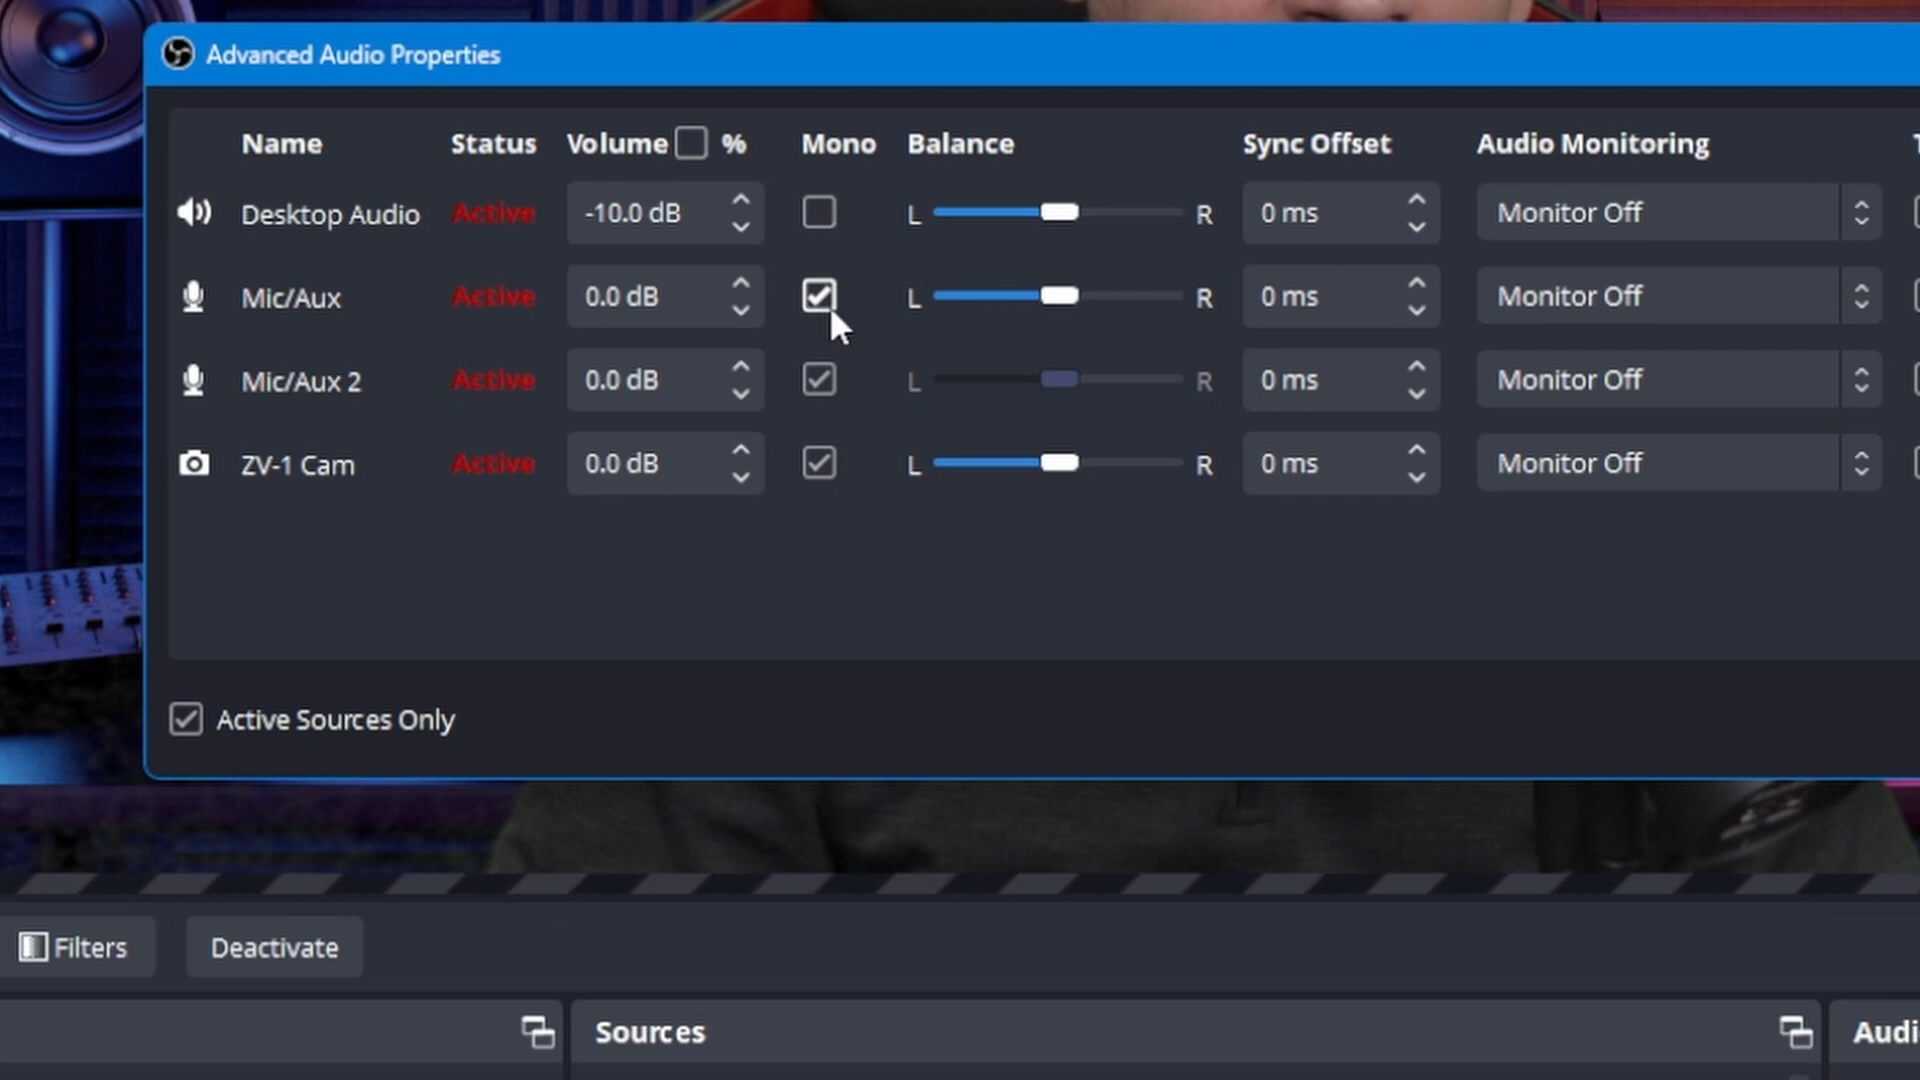 Advanced Audio Properties
Name Status Volume % Mono Balance Sync Offset Audio Monitoring T
Desktop Audio Active -10.0 dB L R 0 ms Monitor Off
Mic/Aux Active 0.0 dB L R 0 ms Monitor Off
Mic/Aux 2 Active 0.0 dB L R 0 ms Monitor Off
ZV-1 Cam Active 0.0 dB L R 0 ms Monitor Off
Active Sources Only
Filters Deactivate
Sources Audi